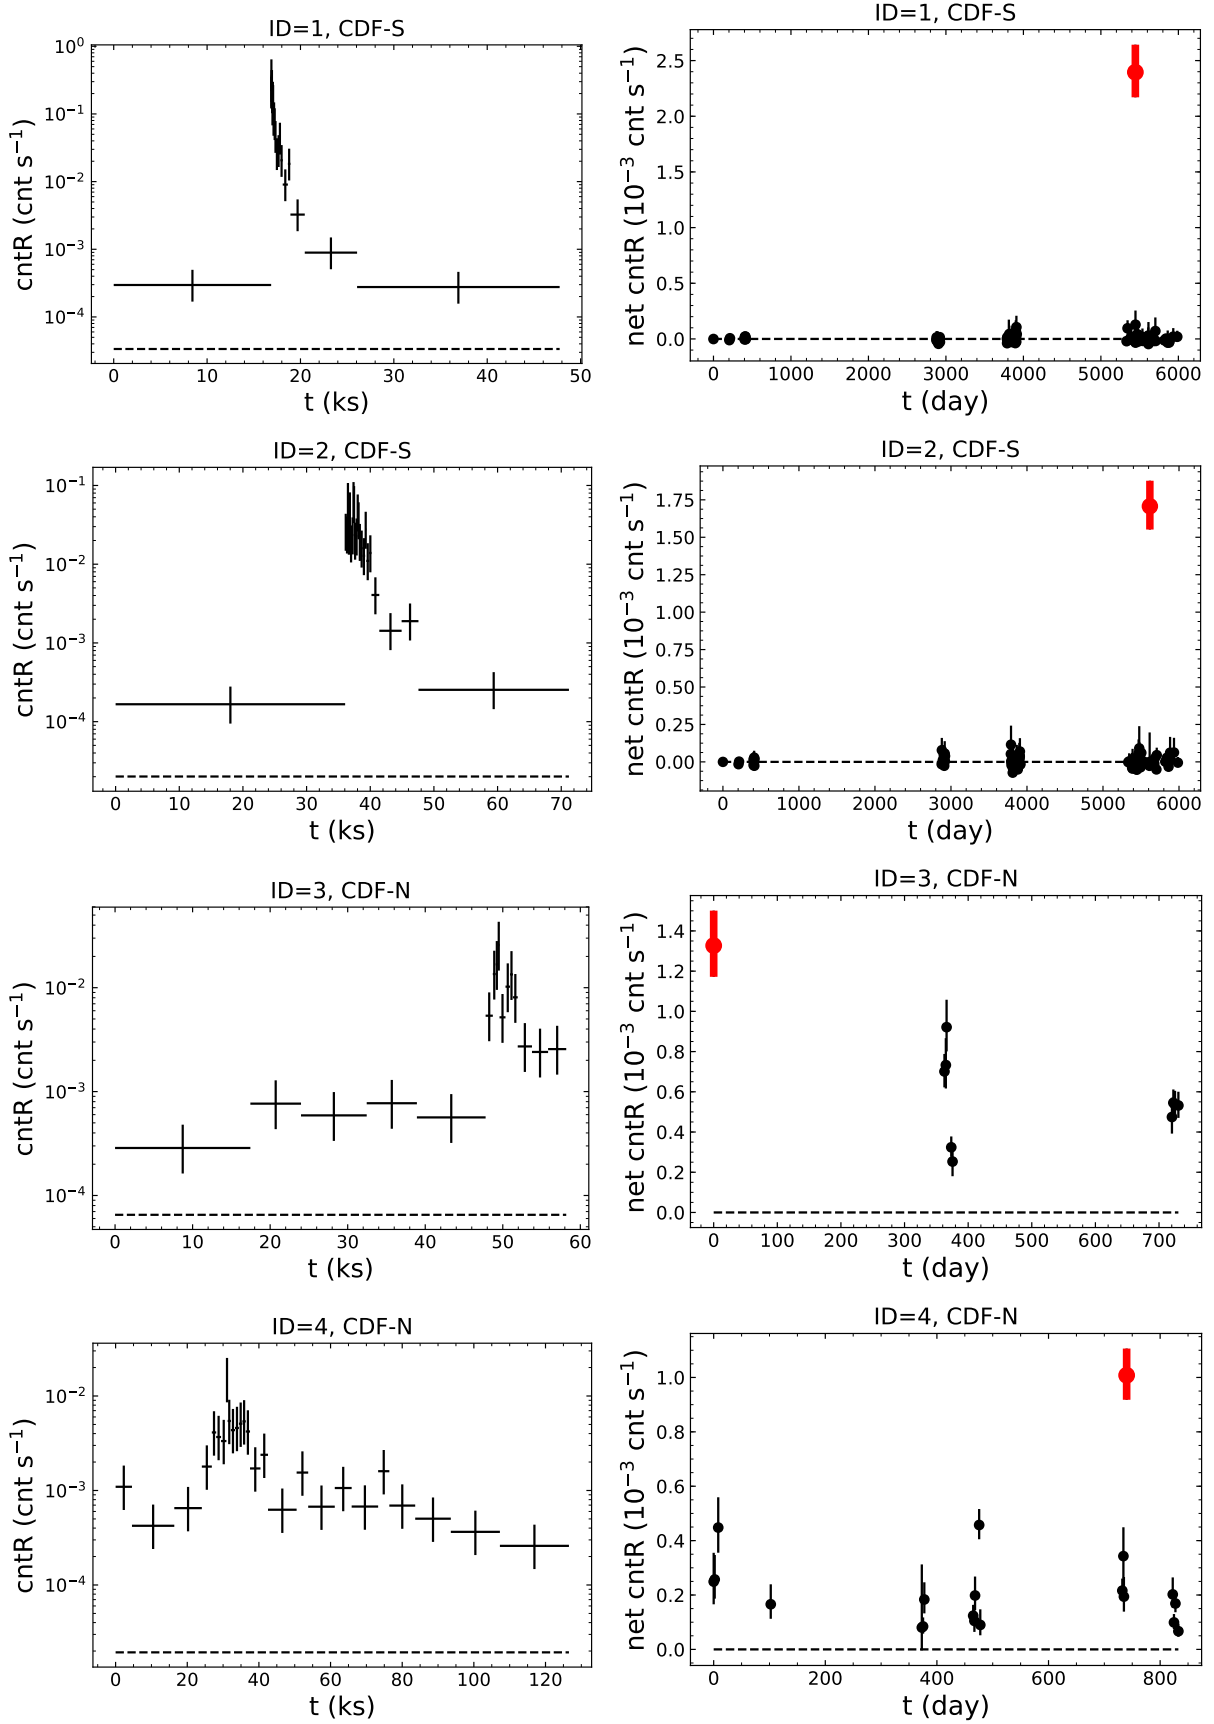 ID=1, CDF-S
cntR (cnt s⁻¹)
10⁰
10⁻¹
10⁻²
10⁻³
10⁻⁴
0 10 20 30 40 50
t (ks)
ID=1, CDF-S
net cntR (10⁻³ cnt s⁻¹)
2.5
2.0
1.5
1.0
0.5
0.0
0 1000 2000 3000 4000 5000 6000
t (day)
ID=2, CDF-S
cntR (cnt s⁻¹)
10⁻¹
10⁻²
10⁻³
10⁻⁴
0 10 20 30 40 50 60 70
t (ks)
ID=2, CDF-S
net cntR (10⁻³ cnt s⁻¹)
1.75
1.50
1.25
1.00
0.75
0.50
0.25
0.00
0 1000 2000 3000 4000 5000 6000
t (day)
ID=3, CDF-N
cntR (cnt s⁻¹)
10⁻²
10⁻³
10⁻⁴
0 10 20 30 40 50 60
t (ks)
ID=3, CDF-N
net cntR (10⁻³ cnt s⁻¹)
1.4
1.2
1.0
0.8
0.6
0.4
0.2
0.0
0 100 200 300 400 500 600 700
t (day)
ID=4, CDF-N
cntR (cnt s⁻¹)
10⁻²
10⁻³
10⁻⁴
0 20 40 60 80 100 120
t (ks)
ID=4, CDF-N
net cntR (10⁻³ cnt s⁻¹)
1.0
0.8
0.6
0.4
0.2
0.0
0 200 400 600 800
t (day)